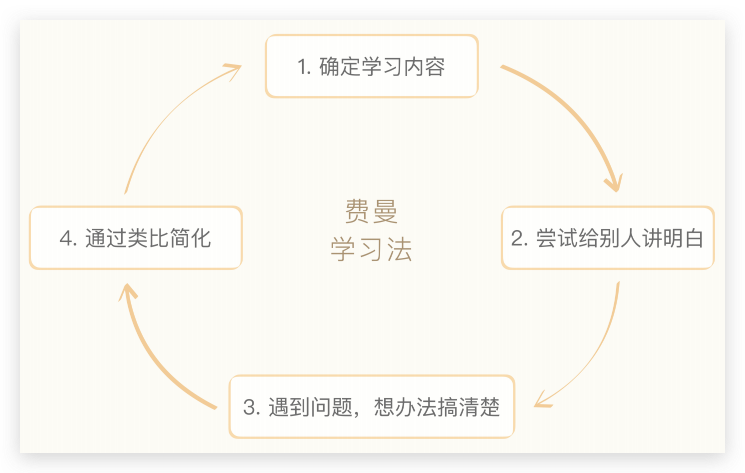 1. 确定学习内容
2. 尝试给别人讲明白
3. 遇到问题，想办法搞清楚
4. 通过类比简化
费曼
学习法